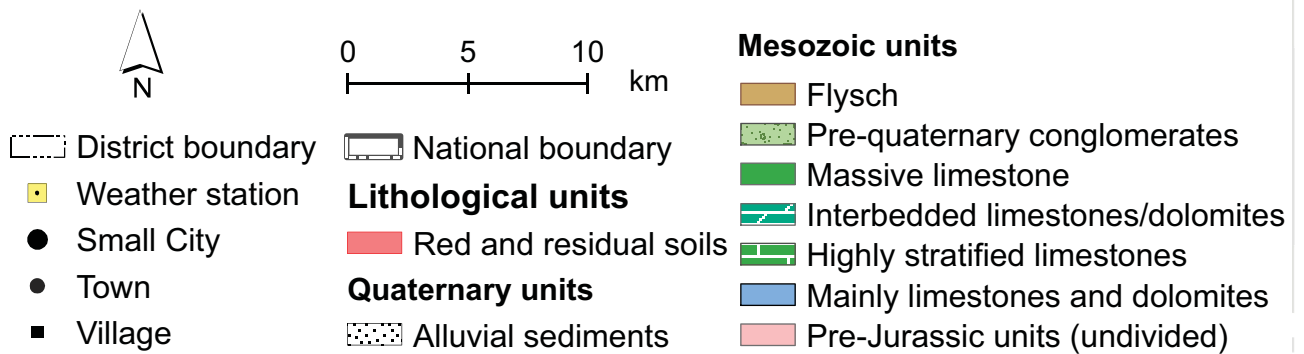 N
0 5 10
km
District boundary
Weather station
Small City
Town
Village
National boundary
Lithological units
Red and residual soils
Quaternary units
Alluvial sediments
Mesozoic units
Flysch
Pre-quaternary conglomerates
Massive limestone
Interbedded limestones/dolomites
Highly stratified limestones
Mainly limestones and dolomites
Pre-Jurassic units (undivided)